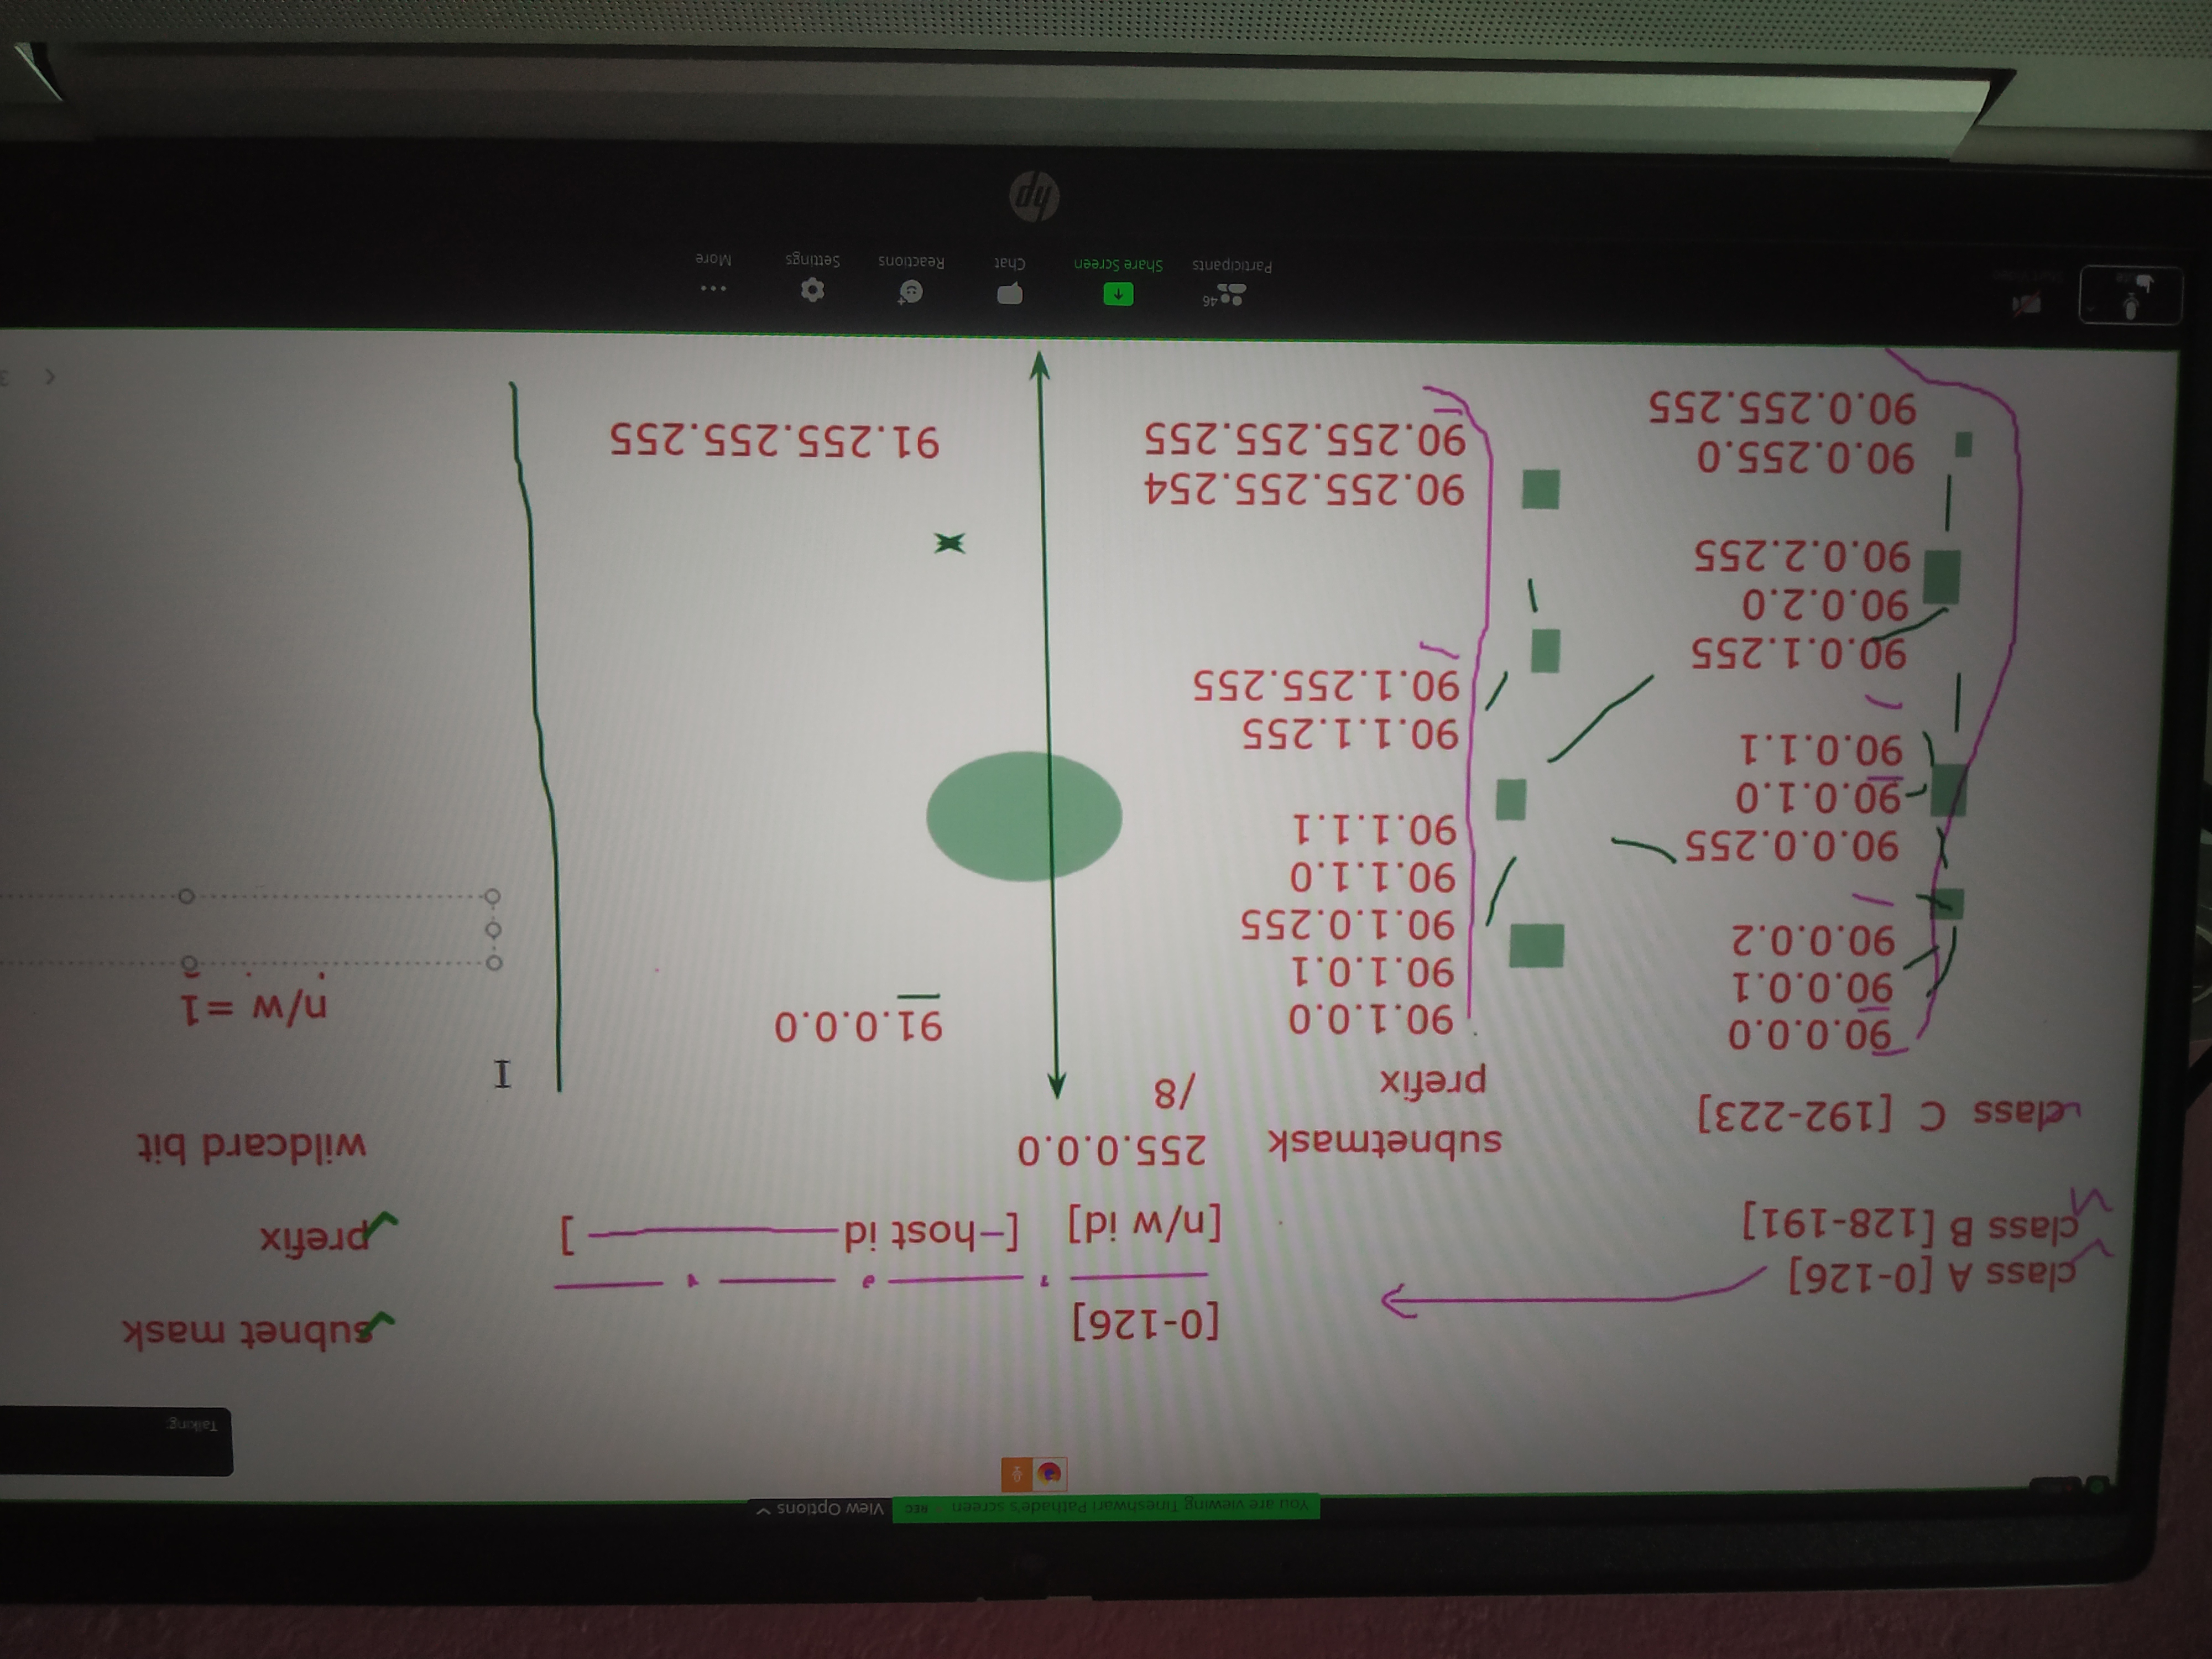 You are viewing Tineshwari Pathade's screen REC View Options
Talking:
class A [0-126]
class B [128-191]
class C [192-223]
[0-126]
[n/w id] [-host id ]
subnetmask 255.0.0.0
prefix /8
subnet mask
prefix
wildcard bit
n/w =1
90.0.0.0
90.0.0.1
90.0.0.2
90.0.0.255
90.0.1.0
90.0.1.1
90.0.1.255
90.0.2.0
90.0.2.255
90.0.255.0
90.0.255.255
90.1.0.0
90.1.0.1
90.1.0.255
90.1.1.0
90.1.1.1
90.1.1.255
90.1.255.255
90.255.255.254
90.255.255.255
91.0.0.0
91.255.255.255
46
Participants
Share Screen
Chat
Reactions
Settings
More
hp